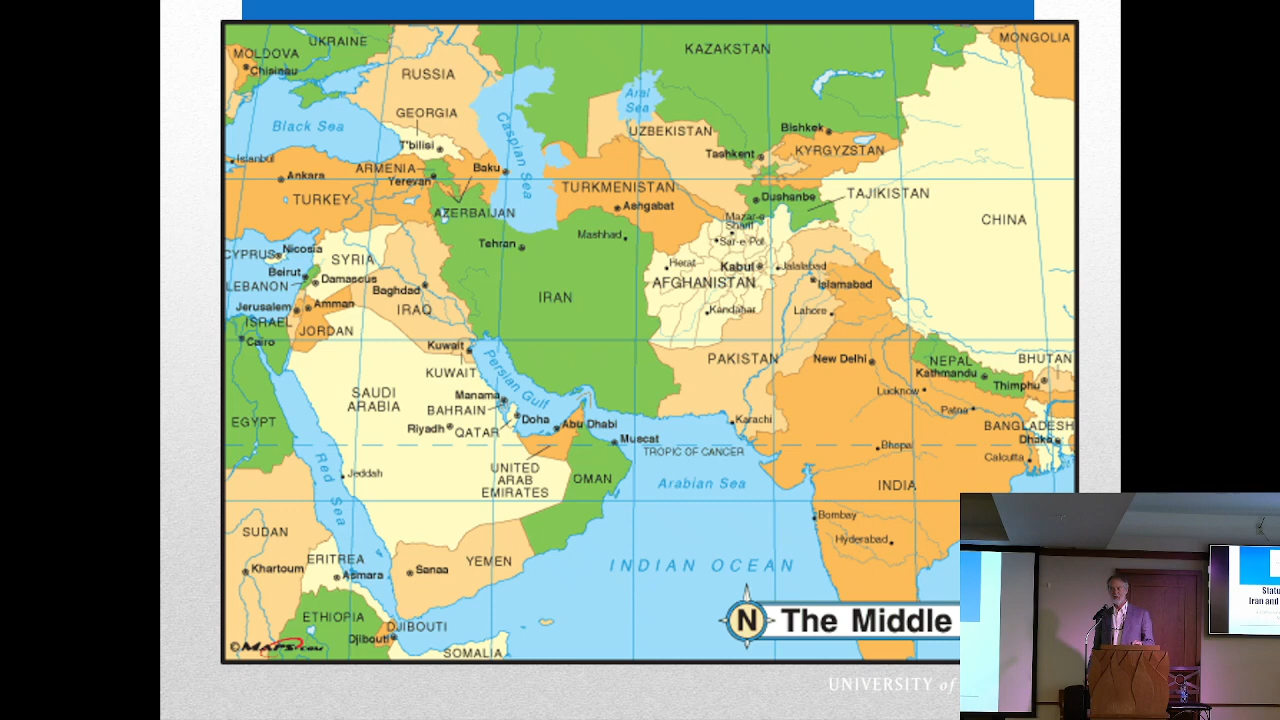 MOLDOVA
Chisinau
UKRAINE
RUSSIA
KAZAKSTAN
MONGOLIA
Black Sea
GEORGIA
T'bilisi
Caspian Sea
Aral
Sea
UZBEKISTAN
Bishkek
Tashkent
KYRGYZSTAN
Istanbul
Ankara
TURKEY
ARMENIA
Yerevan
Baku
AZERBAIJAN
TURKMENISTAN
Ashgabat
Dushanbe
TAJIKISTAN
CHINA
Mazar-e
Sharif
Sar-e Pol
Mashhad
Tehran
CYPRUS
Nicosia
SYRIA
Beirut
LEBANON
Damascus
Baghdad
IRAQ
IRAN
Herat
Kabul
Jalalabad
AFGHANISTAN
Islamabad
Kandahar
Lahore
Jerusalem
Amman
ISRAEL
JORDAN
Cairo
Kuwait
KUWAIT
Persian Gulf
PAKISTAN
New Delhi
NEPAL
Kathmandu
BHUTAN
Thimphu
Lucknow
Patna
SAUDI
ARABIA
Manama
BAHRAIN
Riyadh
QATAR
Doha
Abu Dhabi
Muscat
Karachi
TROPIC OF CANCER
BANGLADESH
Dhaka
Calcutta
Bhopal
EGYPT
Red Sea
Jeddah
UNITED
ARAB
EMIRATES
OMAN
Arabian Sea
INDIA
Bombay
Hyderabad
SUDAN
Khartoum
ERITREA
Asmara
YEMEN
Sanaa
INDIAN OCEAN
ETHIOPIA
DJIBOUTI
Djibouti
SOMALIA
©MAPS.com
N
The Middle
UNIVERSITY of
Statu
Iran and